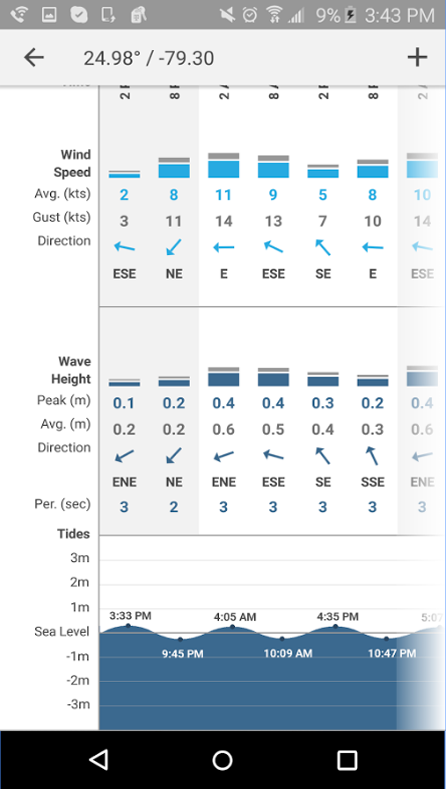 9% 3:43 PM
24.98° / -79.30
2 8 2 8 2 8 2
Wind
Speed
Avg. (kts) 2 8 11 9 5 8 10
Gust (kts) 3 11 14 13 7 10 14
Direction
ESE NE E ESE SE E ESE
Wave
Height
Peak (m) 0.1 0.2 0.4 0.4 0.3 0.2 0.4
Avg. (m) 0.2 0.2 0.6 0.5 0.4 0.3 0.6
Direction
ENE NE ENE ESE SE SSE ENE
Per. (sec) 3 2 3 3 3 3 3
Tides
3m
2m
1m
3:33 PM 4:05 AM 4:35 PM 5:0
Sea Level
9:45 PM 10:09 AM 10:47 PM
-1m
-2m
-3m